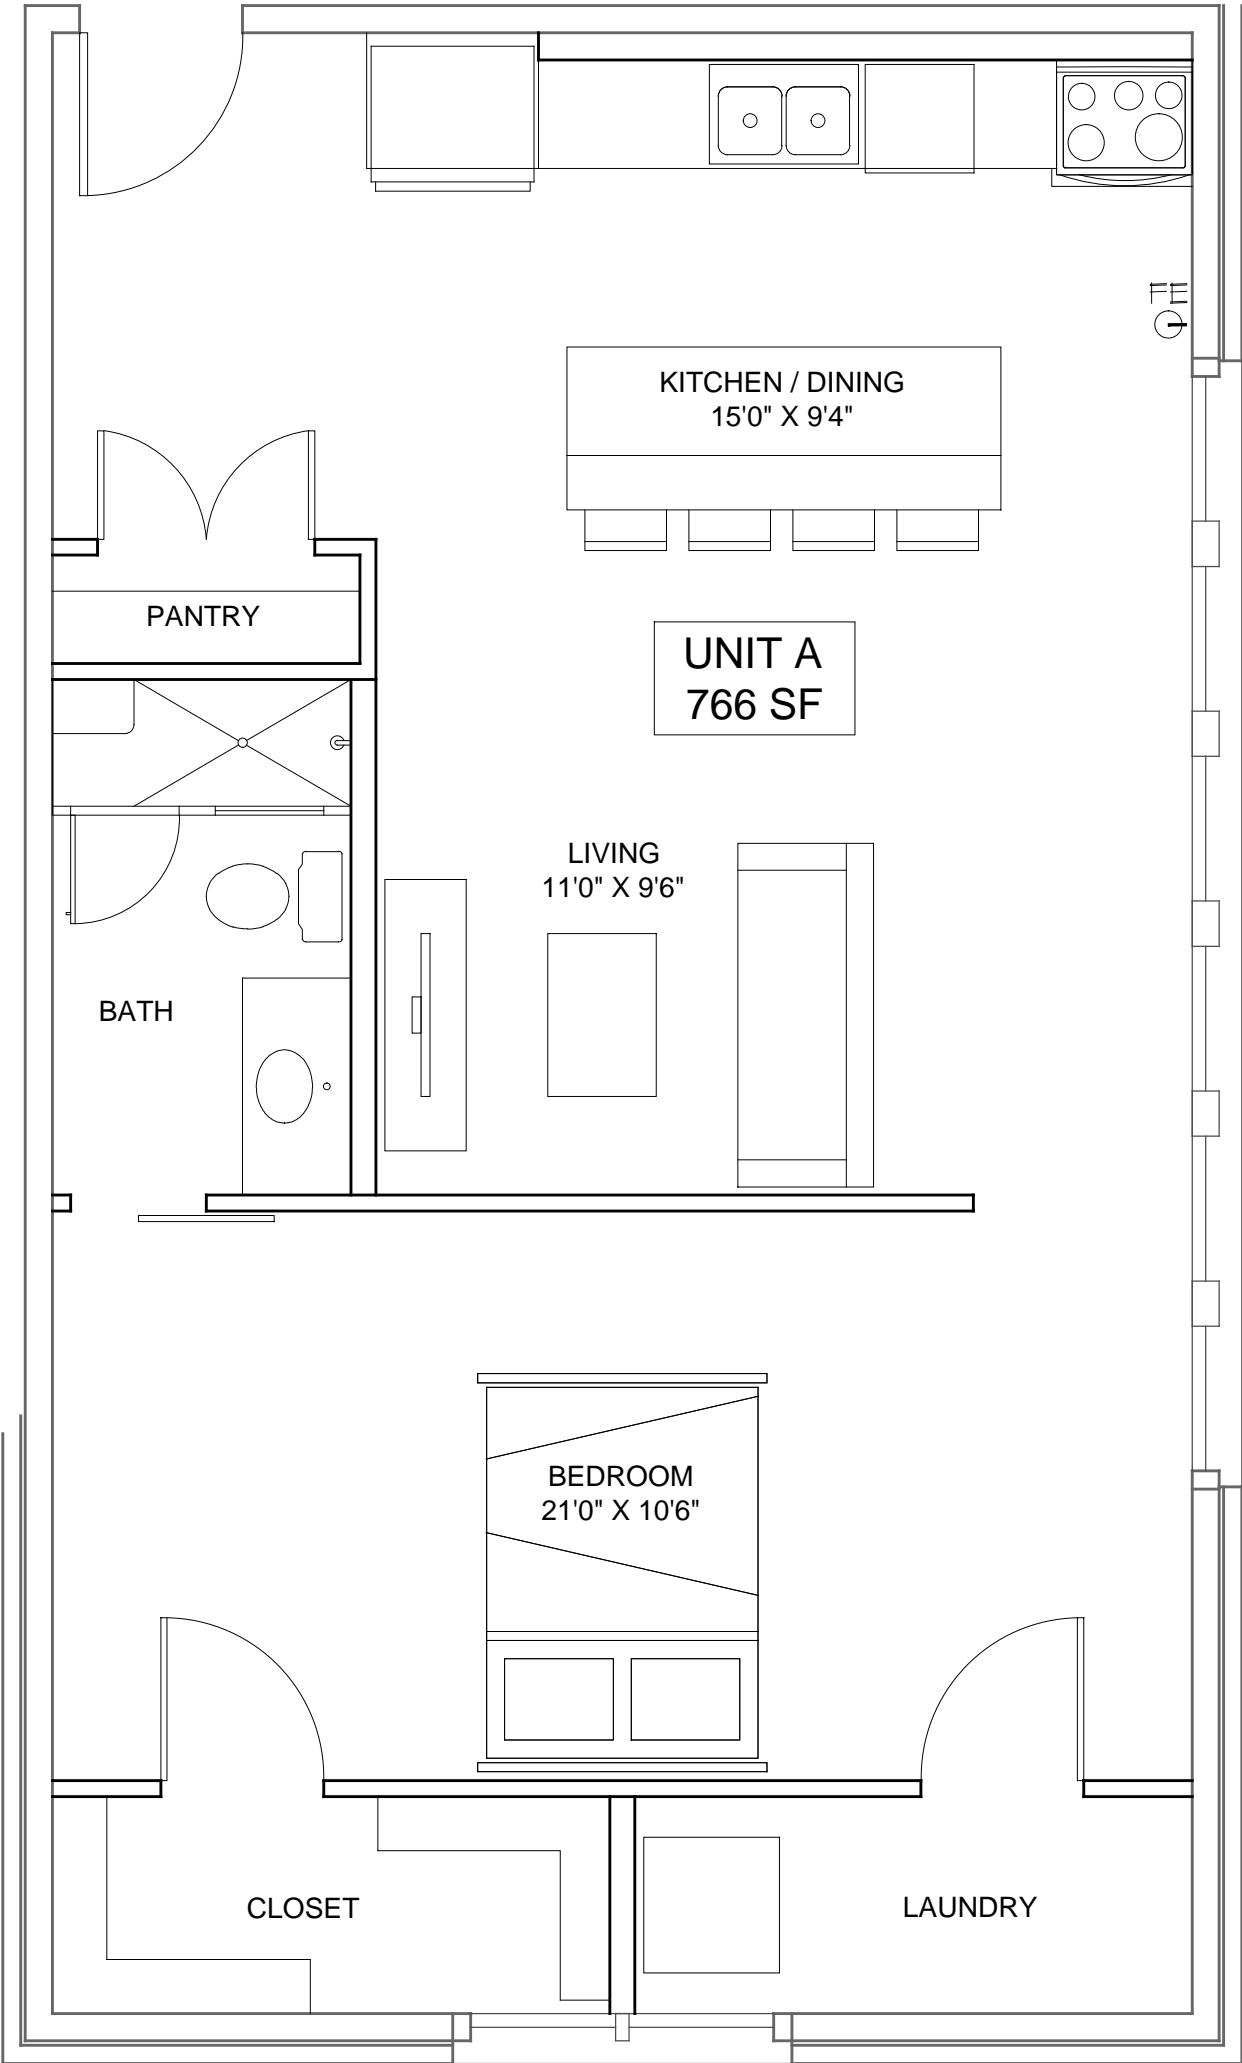 FE
KITCHEN / DINING
15'0" X 9'4"
PANTRY
UNIT A
766 SF
LIVING
11'0" X 9'6"
BATH
BEDROOM
21'0" X 10'6"
CLOSET
LAUNDRY